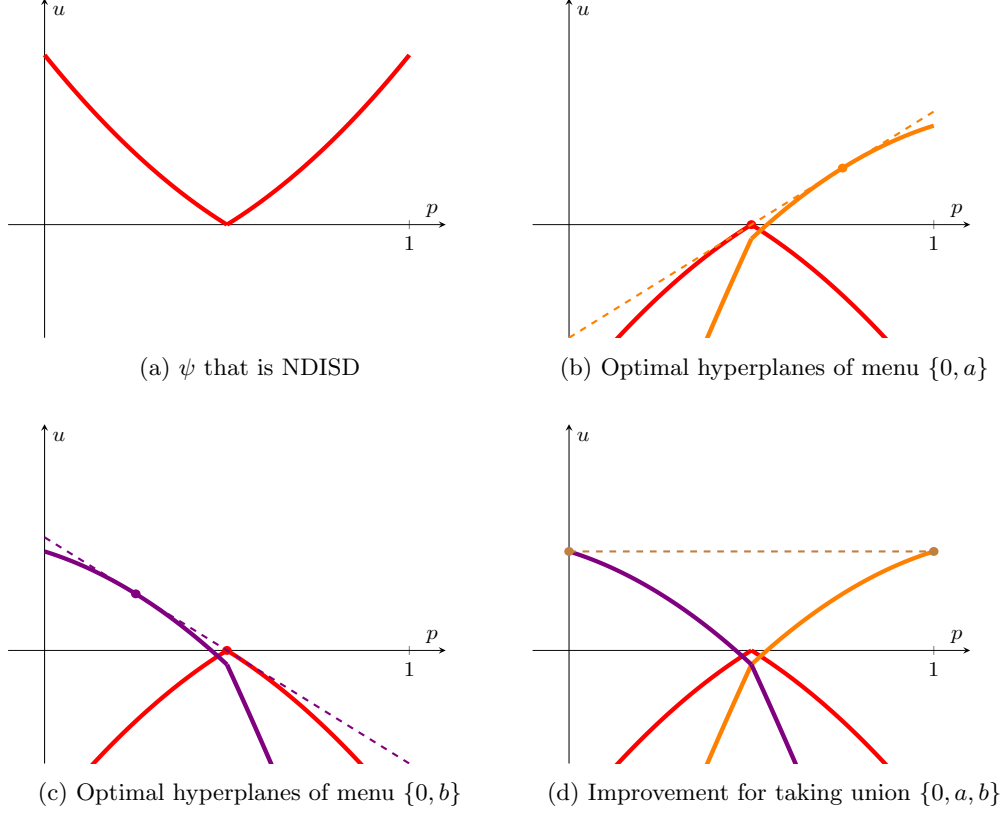 u
p
1
(a) ψ that is NDISD
u
p
1
(b) Optimal hyperplanes of menu {0, a}
u
p
1
(c) Optimal hyperplanes of menu {0, b}
u
p
1
(d) Improvement for taking union {0, a, b}